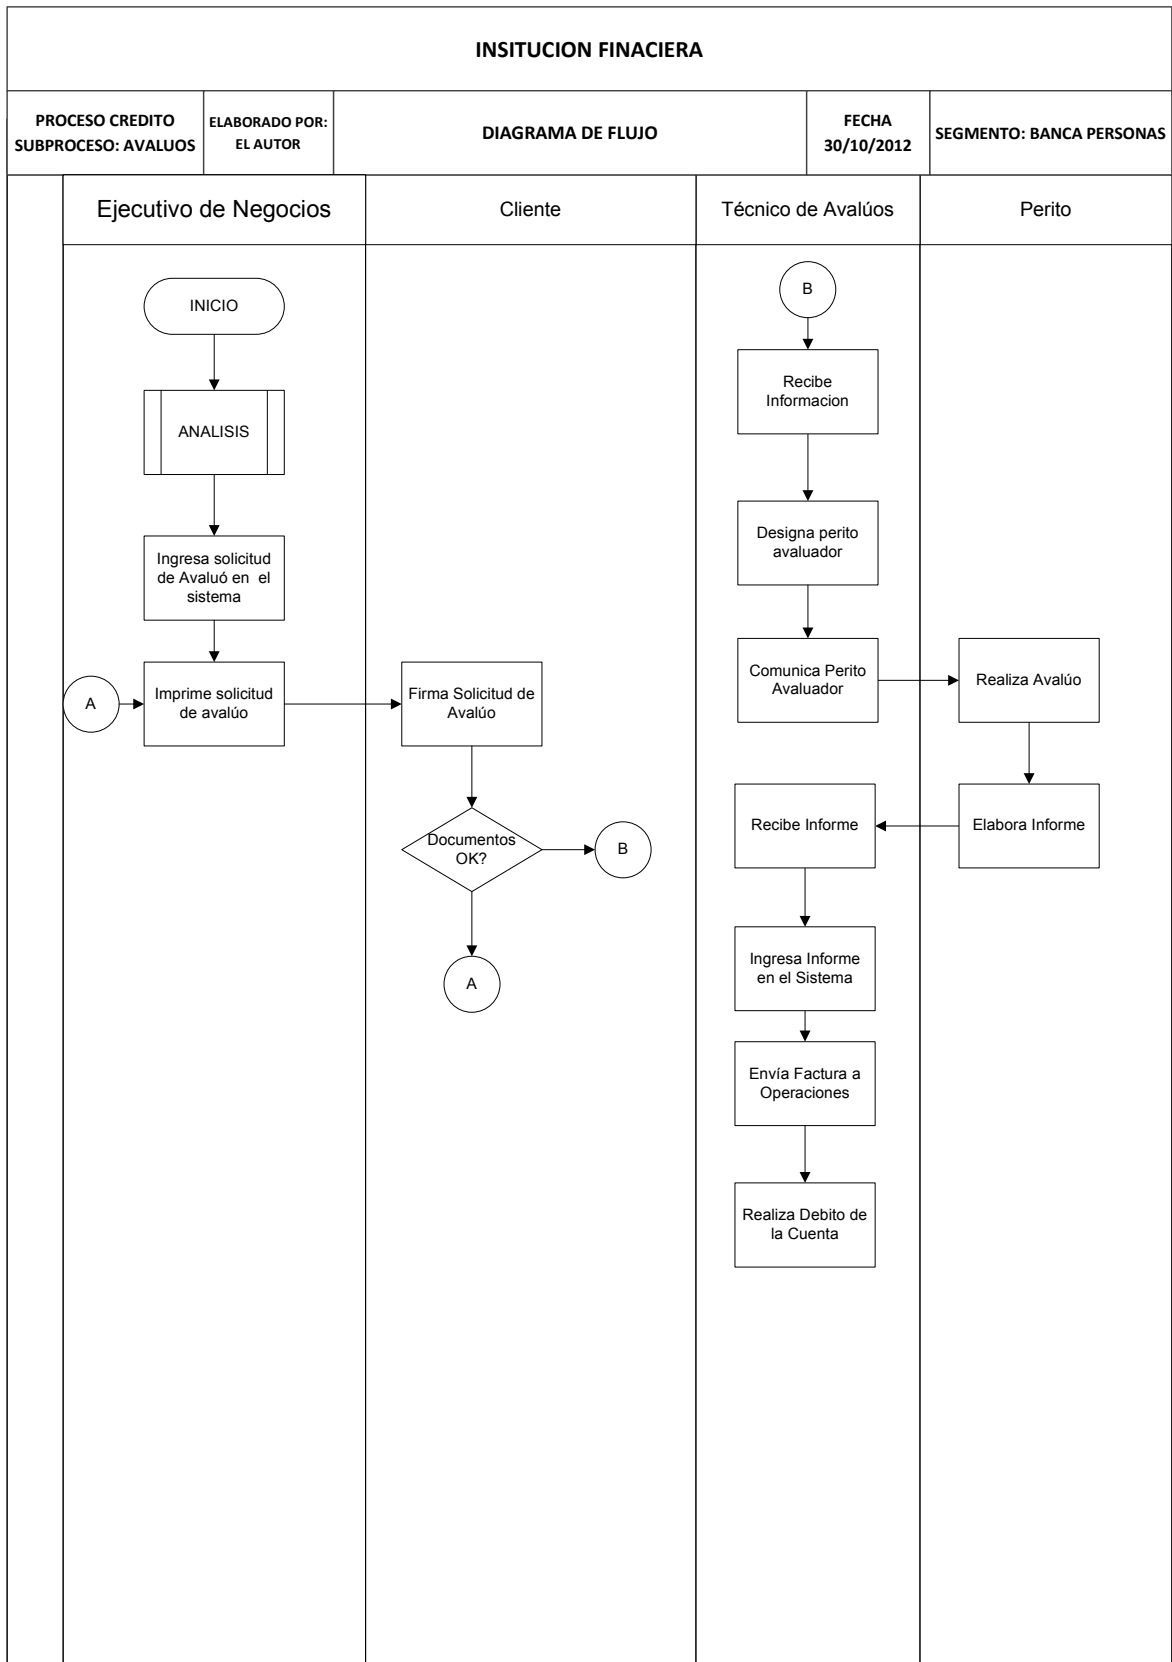 INSITUCION FINACIERA
PROCESO CREDITO
SUBPROCESO: AVALUOS
ELABORADO POR:
EL AUTOR
DIAGRAMA DE FLUJO
FECHA
30/10/2012
SEGMENTO: BANCA PERSONAS
Ejecutivo de Negocios
Cliente
Técnico de Avalúos
Perito
INICIO
ANALISIS
Ingresa solicitud
de Avaluó en el
sistema
A
Imprime solicitud
de avalúo
Firma Solicitud de
Avalúo
Documentos
OK?
B
A
B
Recibe
Informacion
Designa perito
avaluador
Comunica Perito
Avaluador
Realiza Avalúo
Elabora Informe
Recibe Informe
Ingresa Informe
en el Sistema
Envía Factura a
Operaciones
Realiza Debito de
la Cuenta